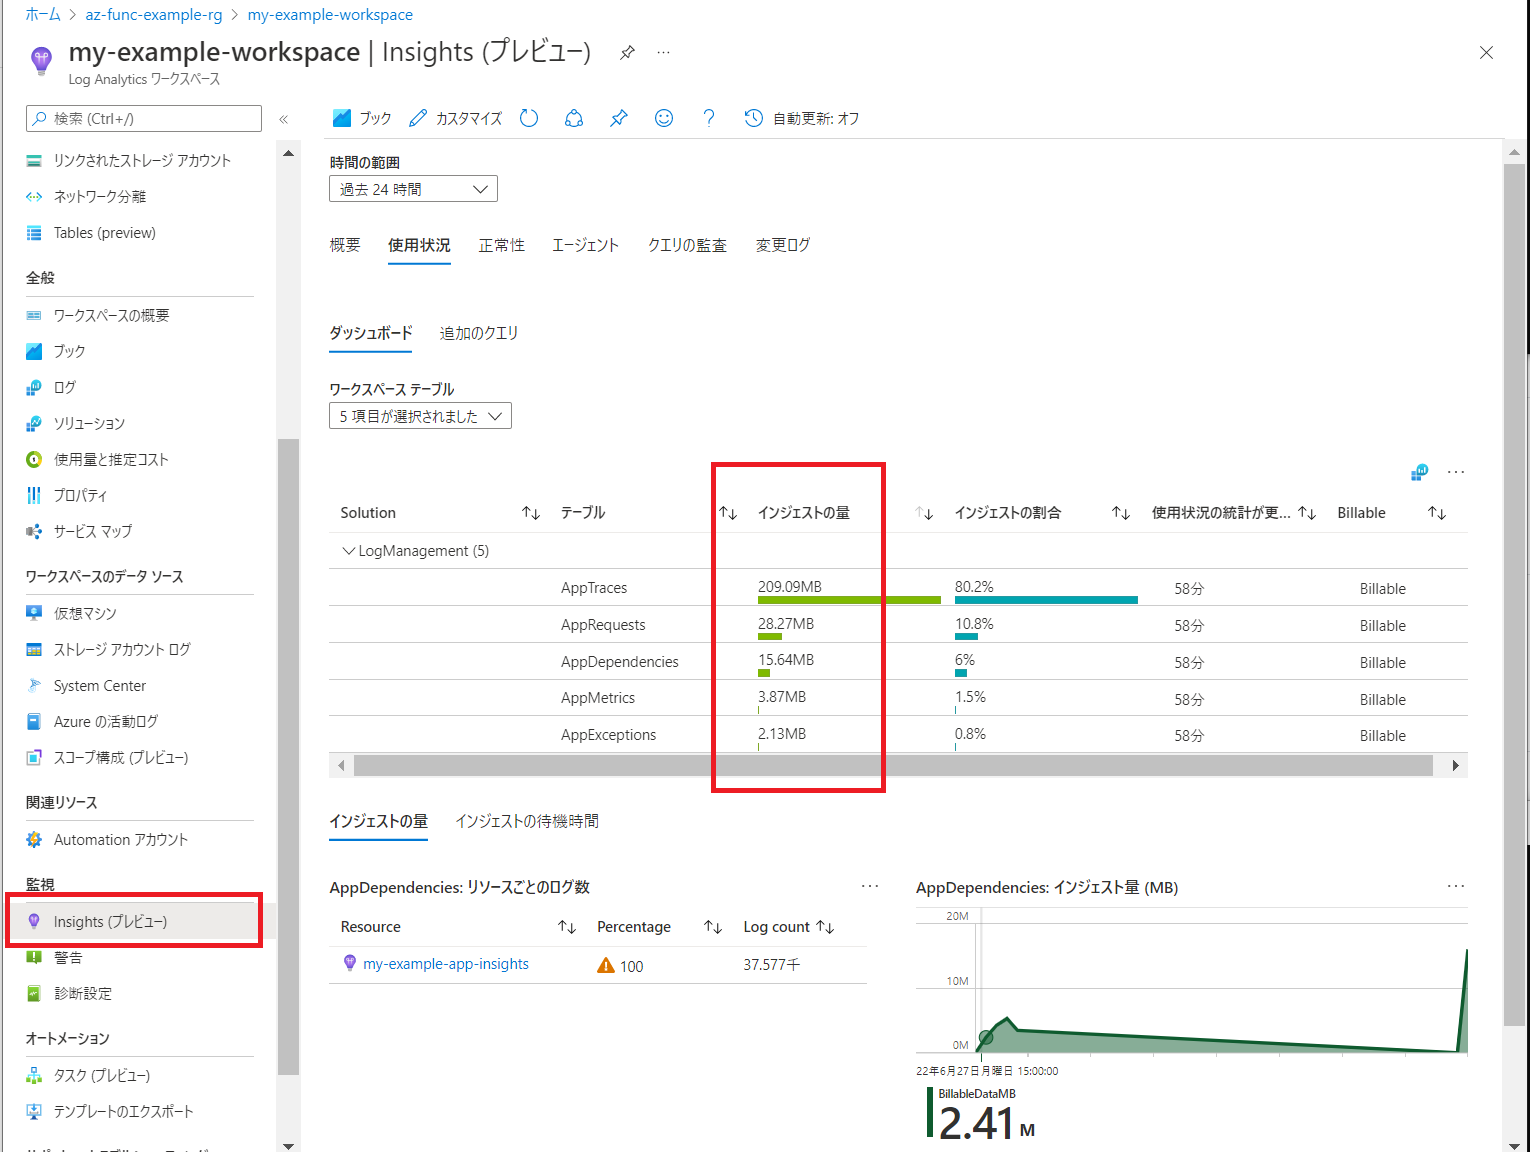 ホーム > az-func-example-rg > my-example-workspace
my-example-workspace | Insights (プレビュー)
Log Analytics ワークスペース
検索 (Ctrl+/)
リンクされたストレージ アカウント
ネットワーク分離
Tables (preview)
全般
ワークスペースの概要
ブック
ログ
ソリューション
使用量と推定コスト
プロパティ
サービス マップ
ワークスペースのデータ ソース
仮想マシン
ストレージ アカウント ログ
System Center
Azure の活動ログ
スコープ構成 (プレビュー)
関連リソース
Automation アカウント
監視
Insights (プレビュー)
警告
診断設定
オートメーション
タスク (プレビュー)
テンプレートのエクスポート
ブック カスタマイズ 自動更新: オフ
時間の範囲
過去 24 時間
概要 使用状況 正常性 エージェント クエリの監査 変更ログ
ダッシュボード 追加のクエリ
ワークスペース テーブル
5 項目が選択されました
Solution テーブル インジェストの量 インジェストの割合 使用状況の統計が更... Billable
LogManagement (5)
AppTraces 209.09MB 80.2% 58分 Billable
AppRequests 28.27MB 10.8% 58分 Billable
AppDependencies 15.64MB 6% 58分 Billable
AppMetrics 3.87MB 1.5% 58分 Billable
AppExceptions 2.13MB 0.8% 58分 Billable
インジェストの量 インジェストの待機時間
AppDependencies: リソースごとのログ数
Resource Percentage Log count
my-example-app-insights 100 37.577千
AppDependencies: インジェスト量 (MB)
20M
10M
0M
22年6月27日月曜日 15:00:00
BillableDataMB
2.41 M